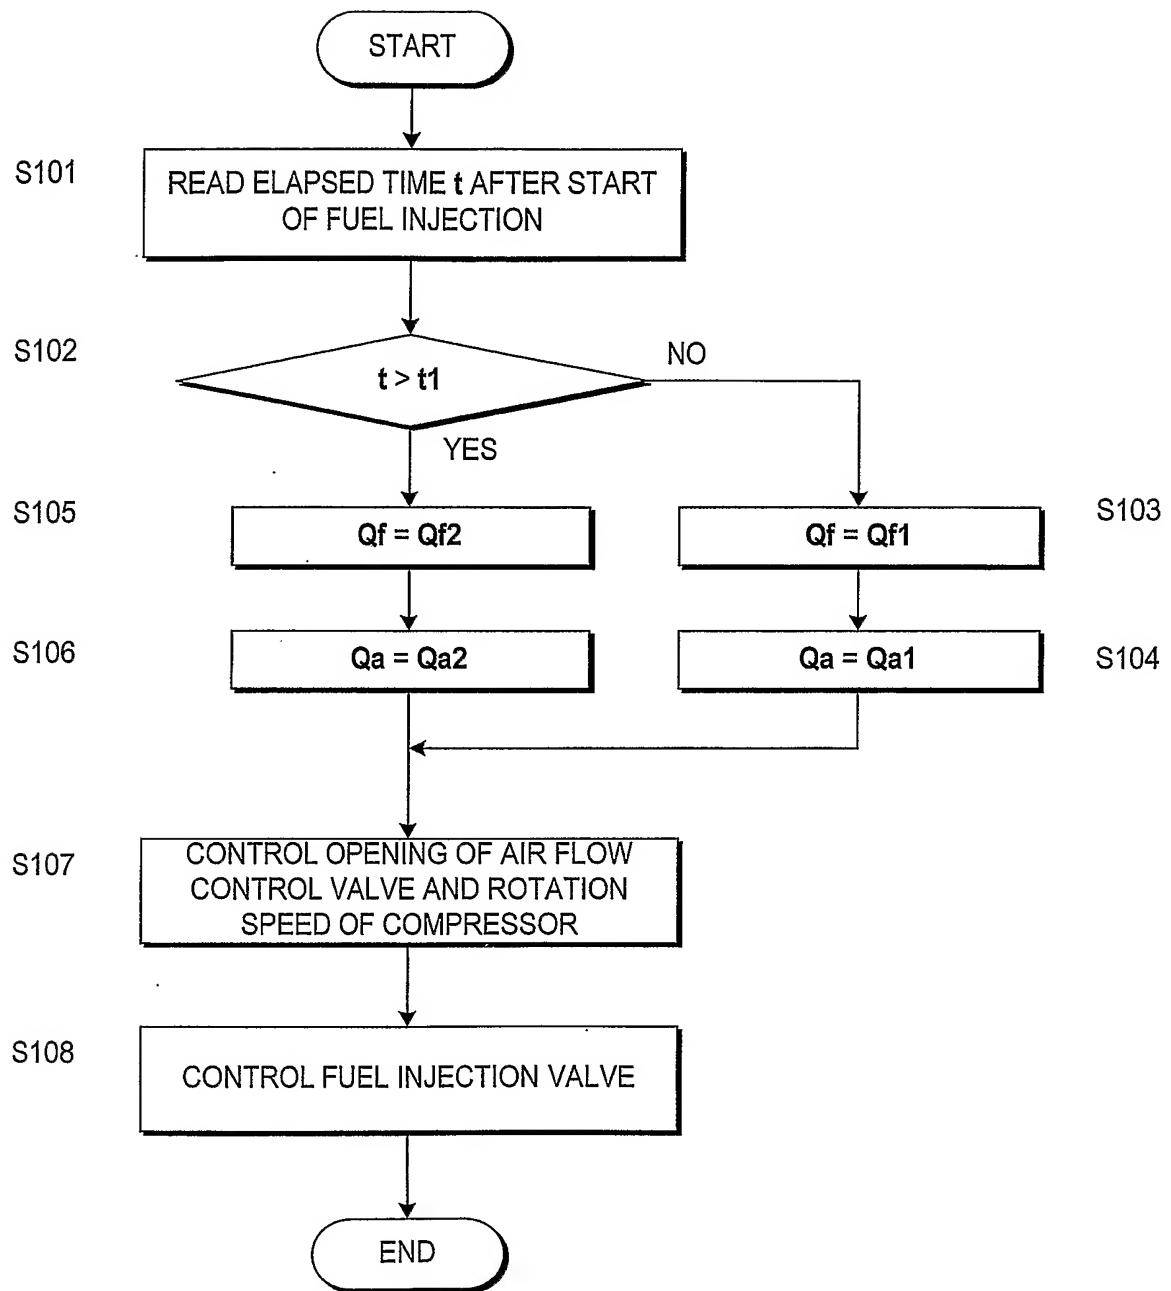 START
S101
READ ELAPSED TIME t AFTER START
OF FUEL INJECTION
S102
t > t1
NO
YES
S105
Qf = Qf2
Qf = Qf1
S103
S106
Qa = Qa2
Qa = Qa1
S104
S107
CONTROL OPENING OF AIR FLOW
CONTROL VALVE AND ROTATION
SPEED OF COMPRESSOR
S108
CONTROL FUEL INJECTION VALVE
END